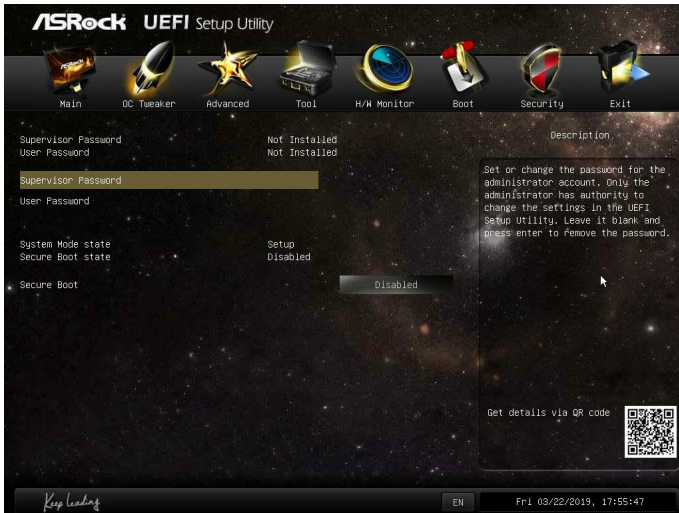 ASRock UEFI Setup Utility
ASRock
Main OC Tweaker Advanced Tool H/W Monitor Boot Security Exit
Supervisor Password Not Installed
User Password Not Installed
Supervisor Password
User Password
System Mode state Setup
Secure Boot state Disabled
Secure Boot Disabled
Description
Set or change the password for the
administrator account. Only the
administrator has authority to
change the settings in the UEFI
Setup Utility. Leave it blank and
press enter to remove the password.
Get details via QR code
Keep Leading
EN
Fri 03/22/2019, 17:55:47